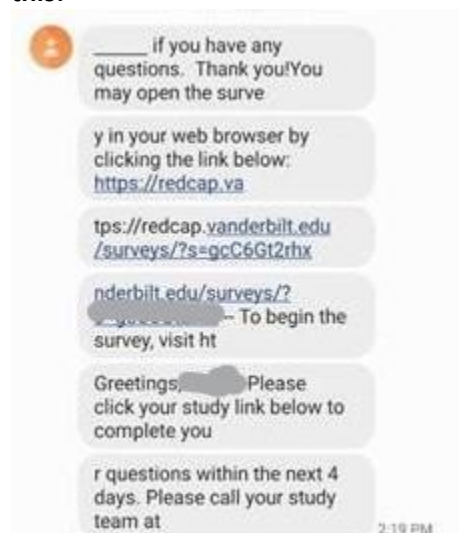 ______ if you have any
questions. Thank you!You
may open the surve
y in your web browser by
clicking the link below:
https://redcap.va
tps://redcap.vanderbilt.edu
/surveys/?s=gcC6Gt2rhx
nderbilt.edu/surveys/?
-- To begin the
survey, visit ht
Greetings, Please
click your study link below to
complete you
r questions within the next 4
days. Please call your study
team at
2:19 PM